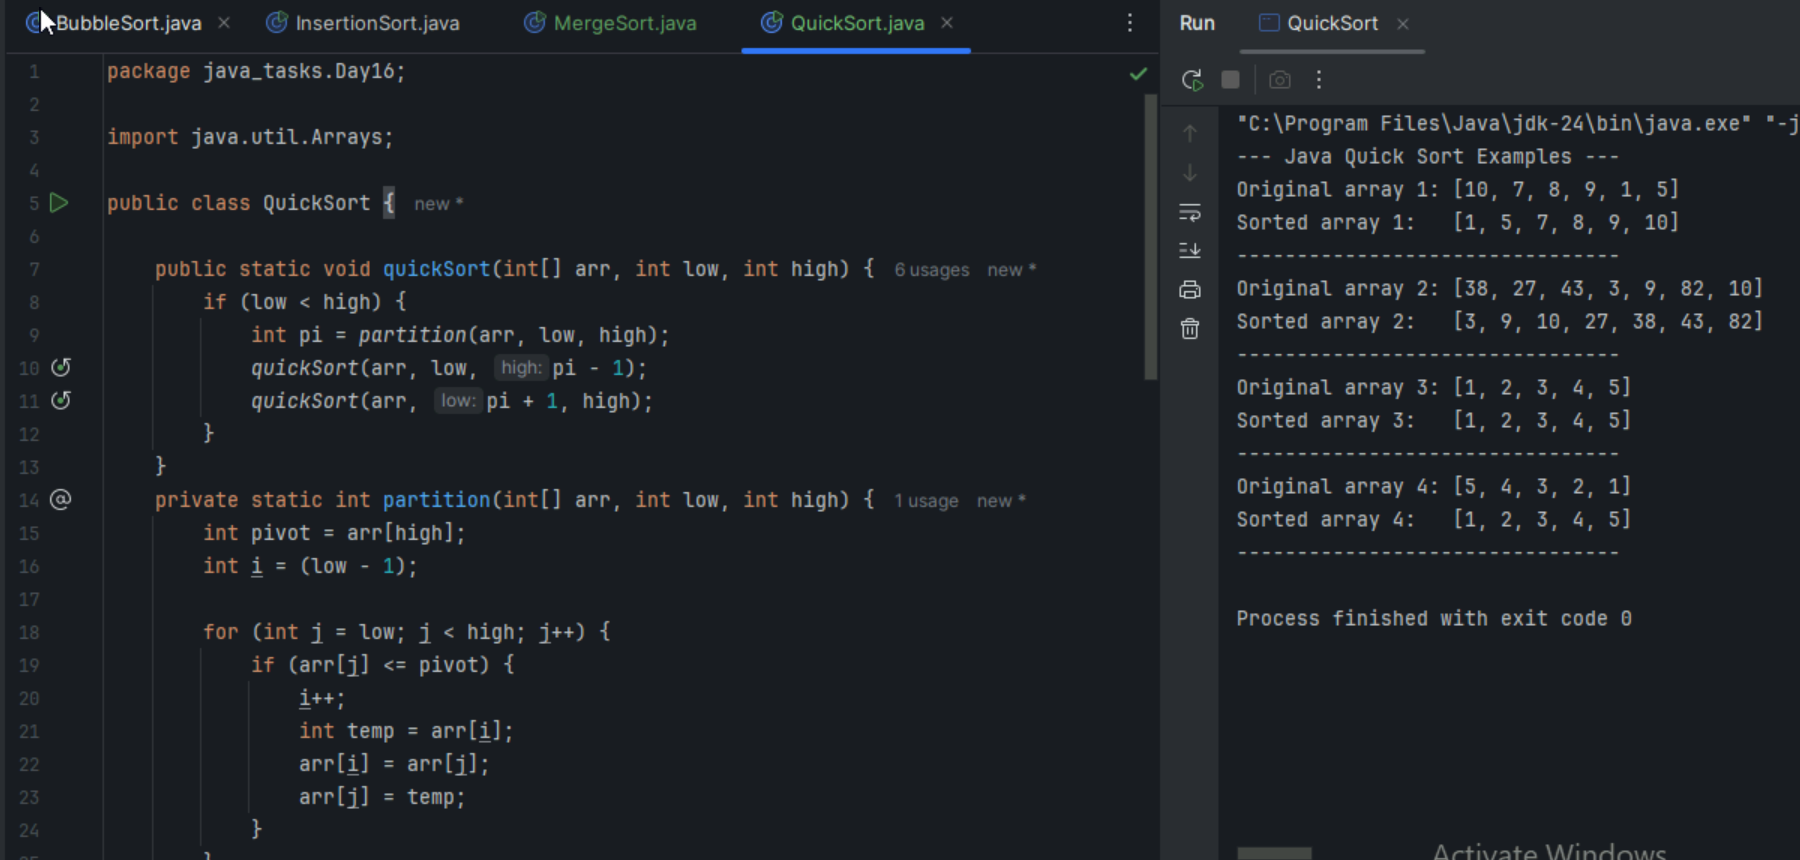 BubbleSort.java InsertionSort.java MergeSort.java QuickSort.java
1 package java_tasks.Day16;
2
3 import java.util.Arrays;
4
5 public class QuickSort { new *
6
7 public static void quickSort(int[] arr, int low, int high) { 6 usages new *
8 if (low < high) {
9 int pi = partition(arr, low, high);
10 quickSort(arr, low, high: pi - 1);
11 quickSort(arr, low: pi + 1, high);
12 }
13 }
14 private static int partition(int[] arr, int low, int high) { 1 usage new *
15 int pivot = arr[high];
16 int i = (low - 1);
17
18 for (int j = low; j < high; j++) {
19 if (arr[j] <= pivot) {
20 i++;
21 int temp = arr[i];
22 arr[i] = arr[j];
23 arr[j] = temp;
24 }
Run QuickSort
"C:\Program Files\Java\jdk-24\bin\java.exe" "-j
--- Java Quick Sort Examples ---
Original array 1: [10, 7, 8, 9, 1, 5]
Sorted array 1: [1, 5, 7, 8, 9, 10]
--------------------------------
Original array 2: [38, 27, 43, 3, 9, 82, 10]
Sorted array 2: [3, 9, 10, 27, 38, 43, 82]
--------------------------------
Original array 3: [1, 2, 3, 4, 5]
Sorted array 3: [1, 2, 3, 4, 5]
--------------------------------
Original array 4: [5, 4, 3, 2, 1]
Sorted array 4: [1, 2, 3, 4, 5]
--------------------------------
Process finished with exit code 0
Activate Windows